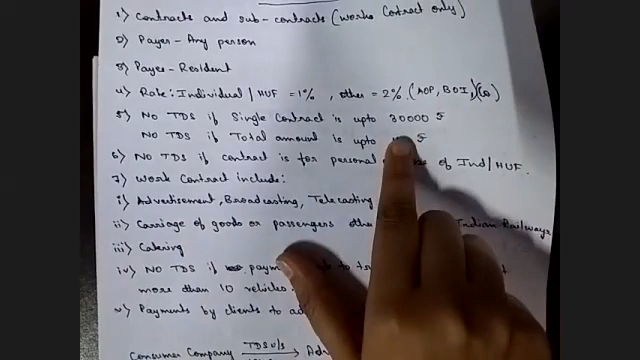 1) Contracts and sub-contracts (Works Contract only)
2) Payer - Any person
3) Payee - Resident
4) Rate: Individual / HUF = 1%, other = 2%. (AOP, BOI, Co)
5) NO TDS if Single Contract is upto 30000 ₹
NO TDS if Total amount is upto ₹
6) NO TDS if contract is for personal of Ind/HUF.
7) Work Contract include:
i) Advertisement, Broadcasting, Telecasting
ii) Carriage of goods or passengers Indian Railways
iii) Catering
iv) NO TDS if to
more than 10 vehicles
v) Payments by clients to
Consumer Company TDS u/s